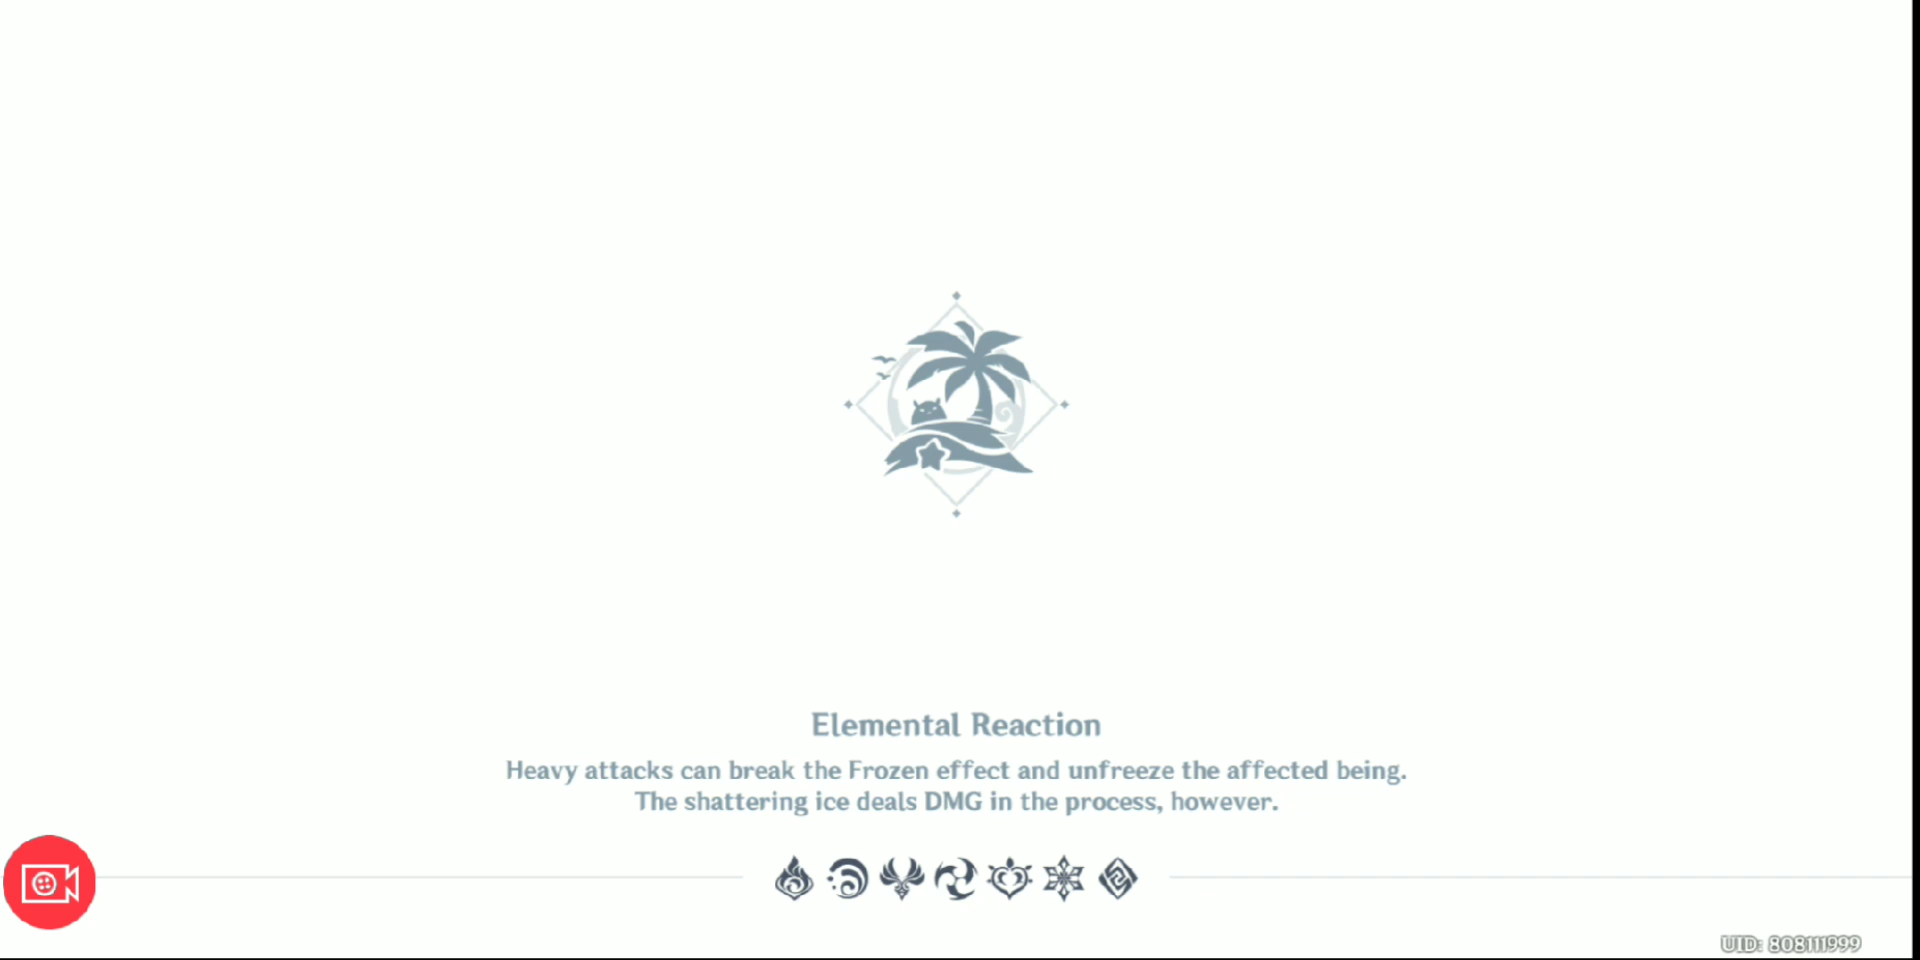 Elemental Reaction
Heavy attacks can break the Frozen effect and unfreeze the affected being.
The shattering ice deals DMG in the process, however.
UID: 808111999